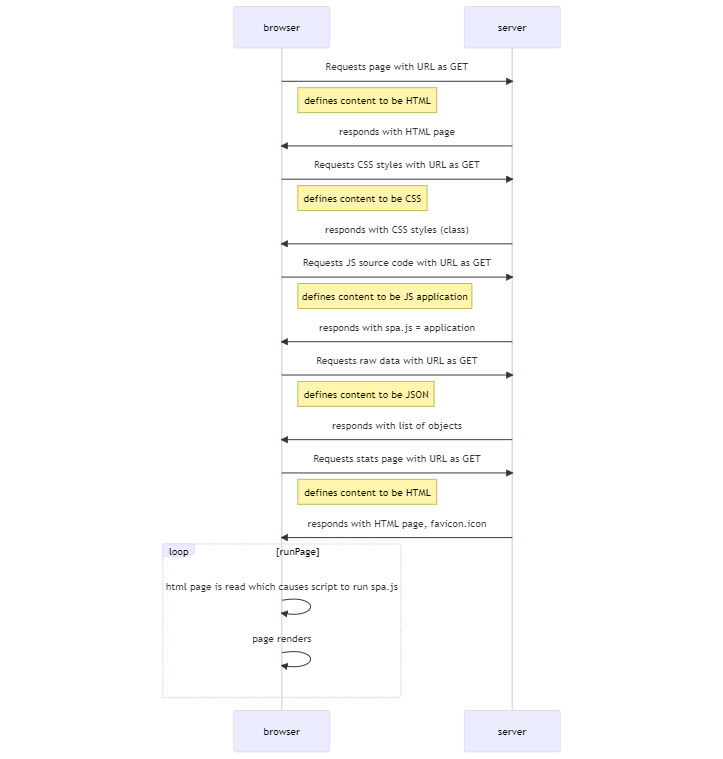 browser
server
Requests page with URL as GET
defines content to be HTML
responds with HTML page
Requests CSS styles with URL as GET
defines content to be CSS
responds with CSS styles (class)
Requests JS source code with URL as GET
defines content to be JS application
responds with spa.js = application
Requests raw data with URL as GET
defines content to be JSON
responds with list of objects
Requests stats page with URL as GET
defines content to be HTML
responds with HTML page, favicon.icon
loop
[runPage]
html page is read which causes script to run spa.js
page renders
browser
server